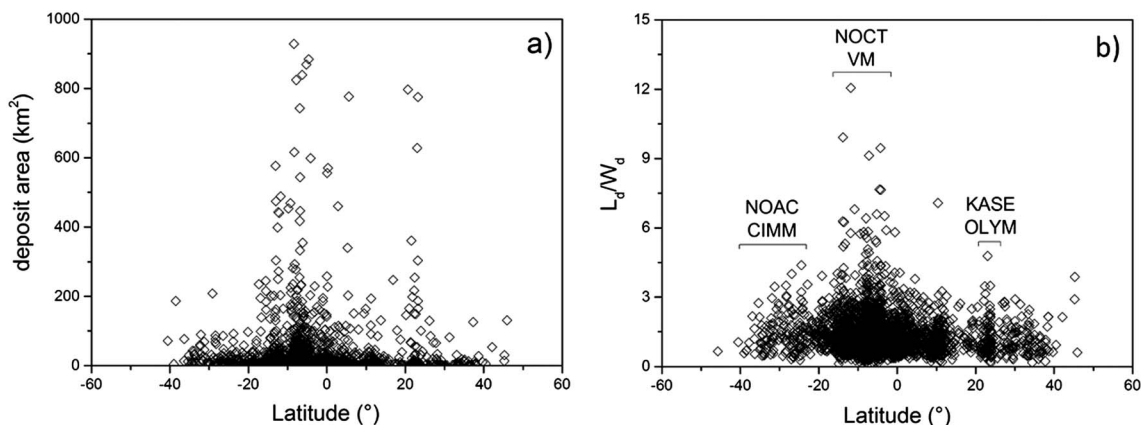 a)
1000
800
600
400
200
0
deposit area (km²)
-60 -40 -20 0 20 40 60
Latitude (°)
b)
15
12
9
6
3
0
L_d/W_d
NOCT
VM
NOAC
CIMM
KASE
OLYM
-60 -40 -20 0 20 40 60
Latitude (°)